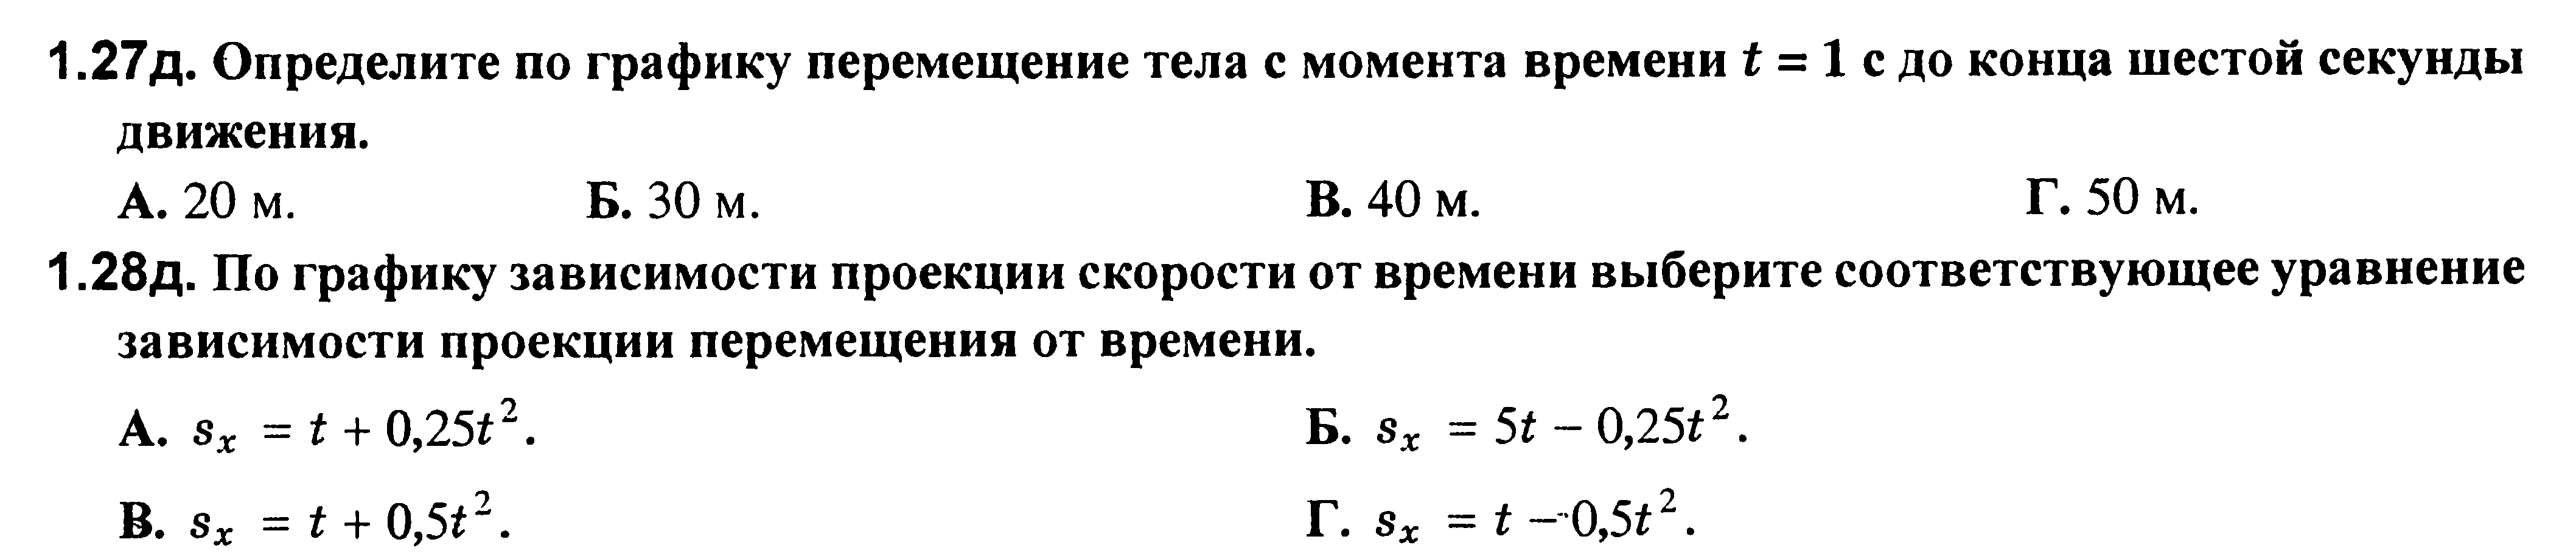 1.27д. Определите по графику перемещение тела с момента времени t = 1 с до конца шестой секунды
движения.
А. 20 м. Б. 30 м. В. 40 м. Г. 50 м.
1.28д. По графику зависимости проекции скорости от времени выберите соответствующее уравнение
зависимости проекции перемещения от времени.
А. sₓ = t + 0,25t². Б. sₓ = 5t – 0,25t².
В. sₓ = t + 0,5t². Г. sₓ = t – 0,5t².